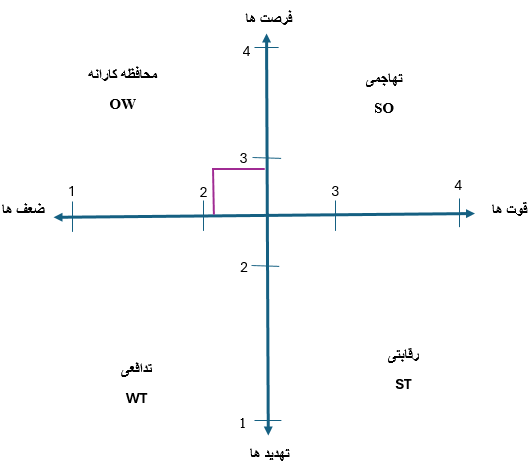 فرصت ها
4
محافظه کارانه
OW
تهاجمی
SO
3
1
2
3
4
ضعف ها
قوت ها
2
تدافعی
WT
رقابتی
ST
1
تهدید ها